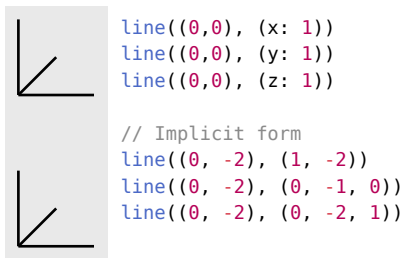 line((0,0), (x: 1))
line((0,0), (y: 1))
line((0,0), (z: 1))
// Implicit form
line((0, -2), (1, -2))
line((0, -2), (0, -1, 0))
line((0, -2), (0, -2, 1))